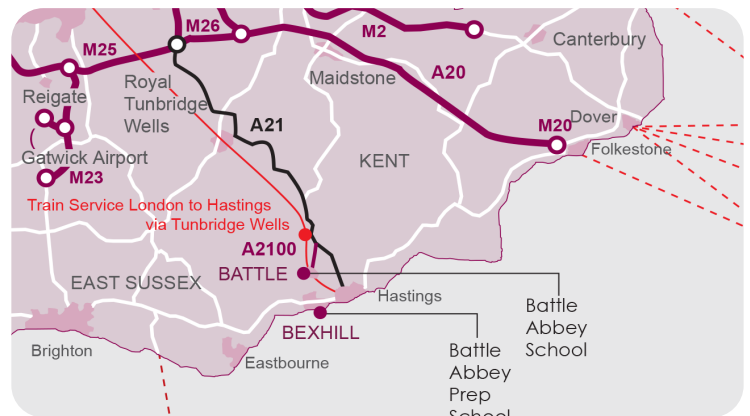 M26
M2
Canterbury
M25
Maidstone
A20
Reigate
Royal
Tunbridge
Wells
A21
M20
Dover
Folkestone
Gatwick Airport
KENT
M23
Train Service London to Hastings
via Tunbridge Wells
A2100
BATTLE
EAST SUSSEX
Hastings
Battle
Abbey
School
BEXHILL
Brighton
Eastbourne
Battle
Abbey
Prep
School